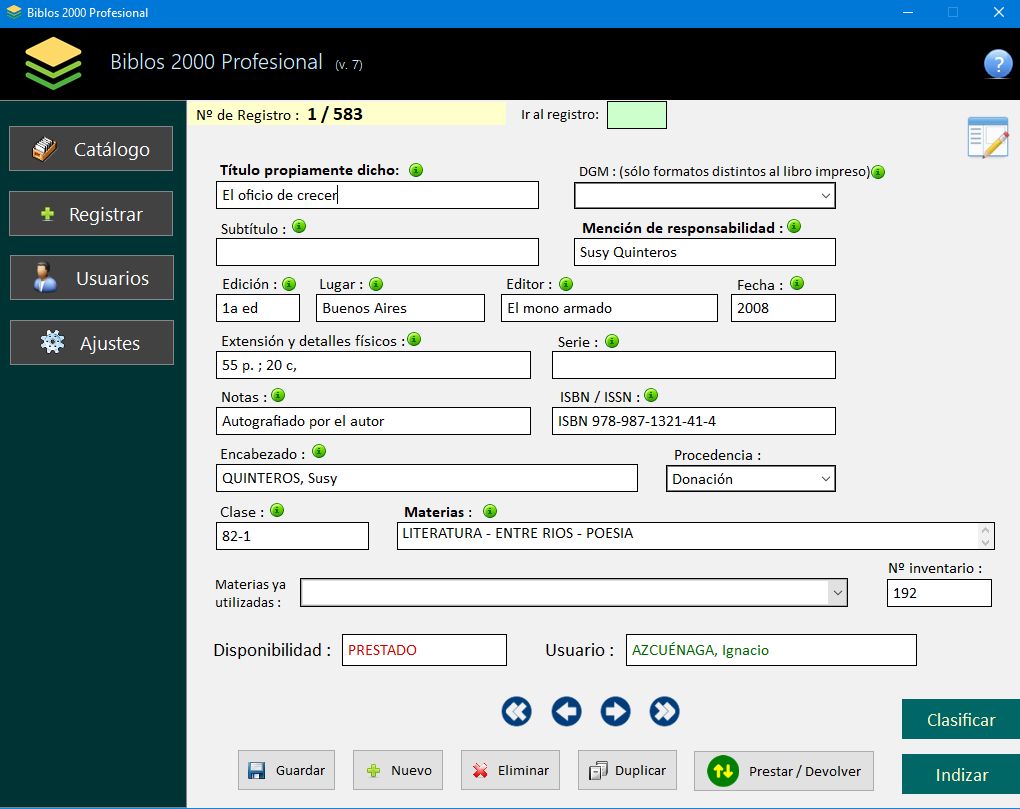 Biblos 2000 Profesional
Biblos 2000 Profesional (v. 7)
?
Catálogo
Registrar
Usuarios
Ajustes
Nº de Registro : 1 / 583
Ir al registro:
Título propiamente dicho:
DGM : (sólo formatos distintos al libro impreso)
El oficio de crecer
Subtítulo :
Mención de responsabilidad :
Susy Quinteros
Edición : Lugar : Editor : Fecha :
1a ed Buenos Aires El mono armado 2008
Extensión y detalles físicos : Serie :
55 p. ; 20 c,
Notas : ISBN / ISSN :
Autografiado por el autor ISBN 978-987-1321-41-4
Encabezado : Procedencia :
QUINTEROS, Susy Donación
Clase : Materias :
82-1 LITERATURA - ENTRE RIOS - POESIA
Nº inventario :
Materias ya
utilizadas :
192
Disponibilidad : PRESTADO Usuario : AZCUÉNAGA, Ignacio
Clasificar
Guardar Nuevo Eliminar Duplicar Prestar / Devolver
Indizar